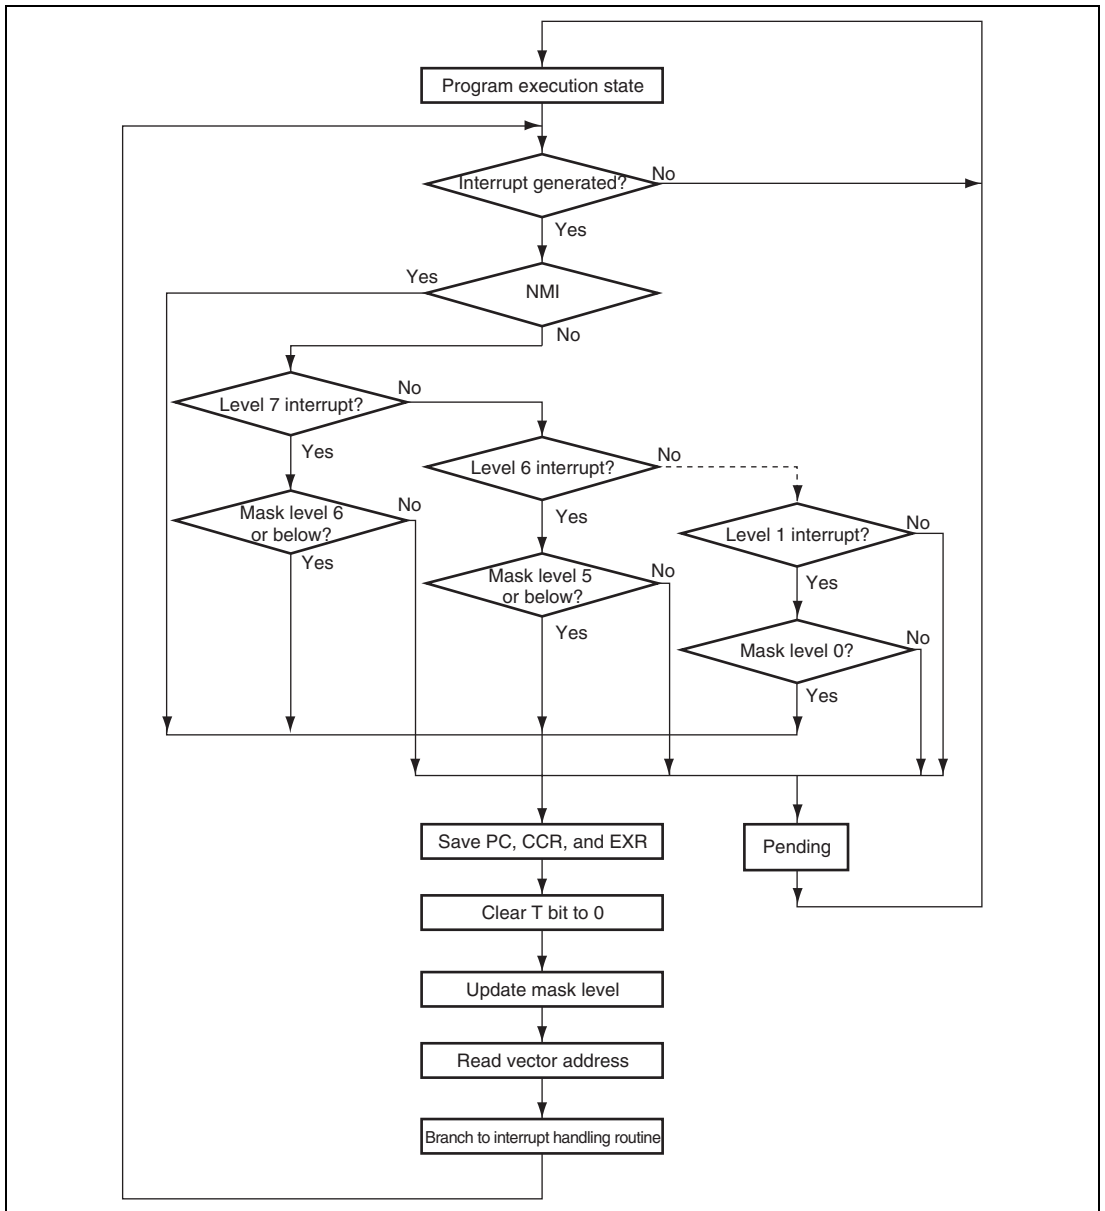 Program execution state
Interrupt generated?
No
Yes
Yes
NMI
No
Level 7 interrupt?
No
Yes
Level 6 interrupt?
No
Mask level 6
or below?
No
Yes
Yes
Level 1 interrupt?
No
Mask level 5
or below?
No
Yes
Yes
Mask level 0?
No
Yes
Save PC, CCR, and EXR
Pending
Clear T bit to 0
Update mask level
Read vector address
Branch to interrupt handling routine